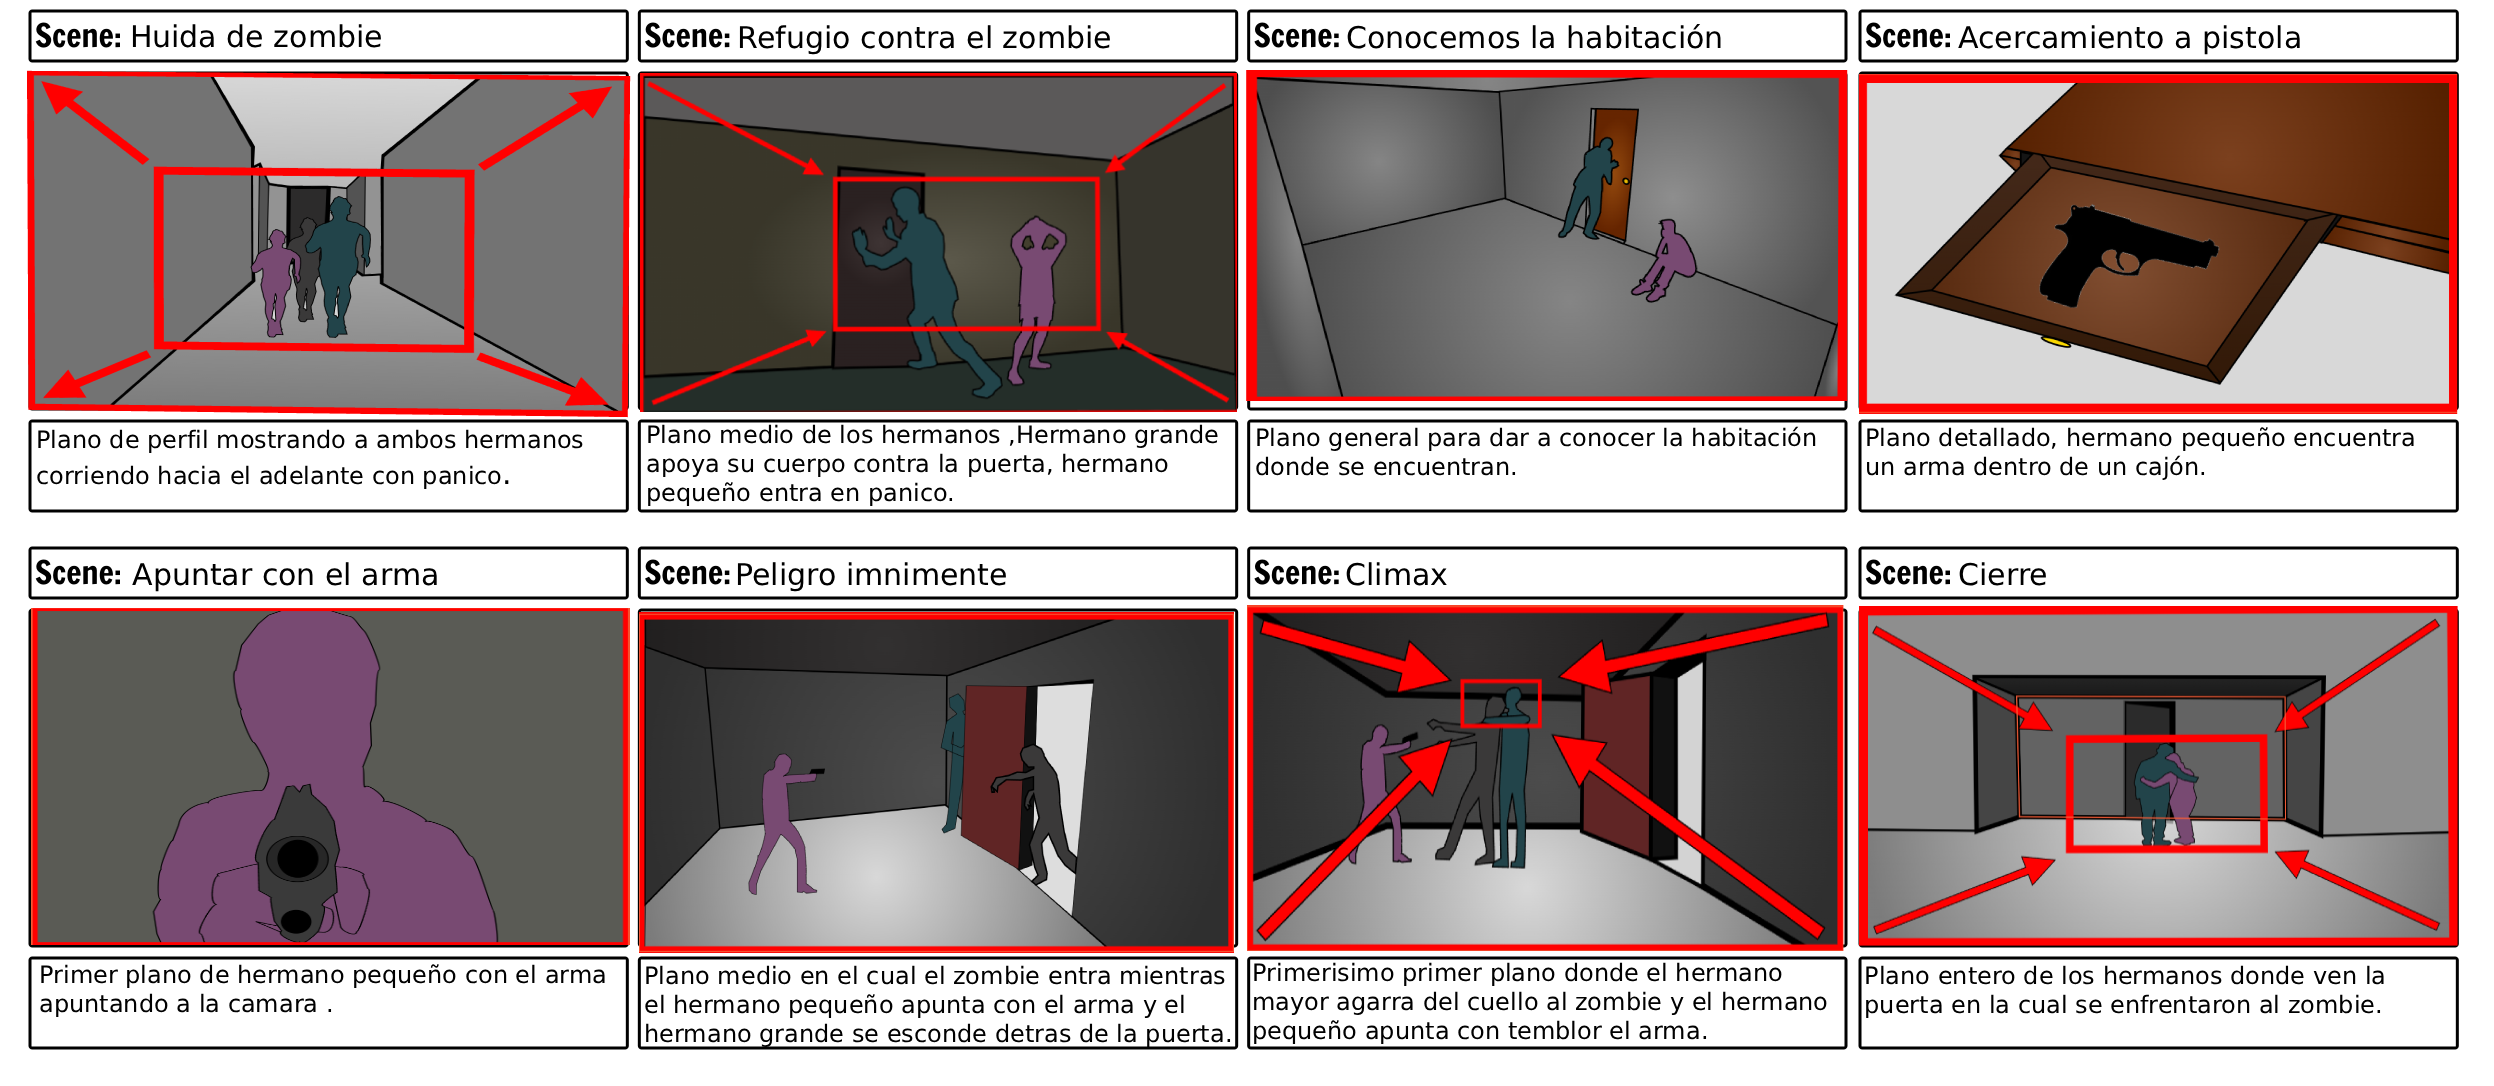 Scene: Huida de zombie
Scene: Refugio contra el zombie
Scene: Conocemos la habitación
Scene: Acercamiento a pistola
Plano de perfil mostrando a ambos hermanos
corriendo hacia el adelante con panico.
Plano medio de los hermanos ,Hermano grande
apoya su cuerpo contra la puerta, hermano
pequeño entra en panico.
Plano general para dar a conocer la habitación
donde se encuentran.
Plano detallado, hermano pequeño encuentra
un arma dentro de un cajón.
Scene: Apuntar con el arma
Scene: Peligro imnimente
Scene: Climax
Scene: Cierre
Primer plano de hermano pequeño con el arma
apuntando a la camara .
Plano medio en el cual el zombie entra mientras
el hermano pequeño apunta con el arma y el
hermano grande se esconde detras de la puerta.
Primerisimo primer plano donde el hermano
mayor agarra del cuello al zombie y el hermano
pequeño apunta con temblor el arma.
Plano entero de los hermanos donde ven la
puerta en la cual se enfrentaron al zombie.